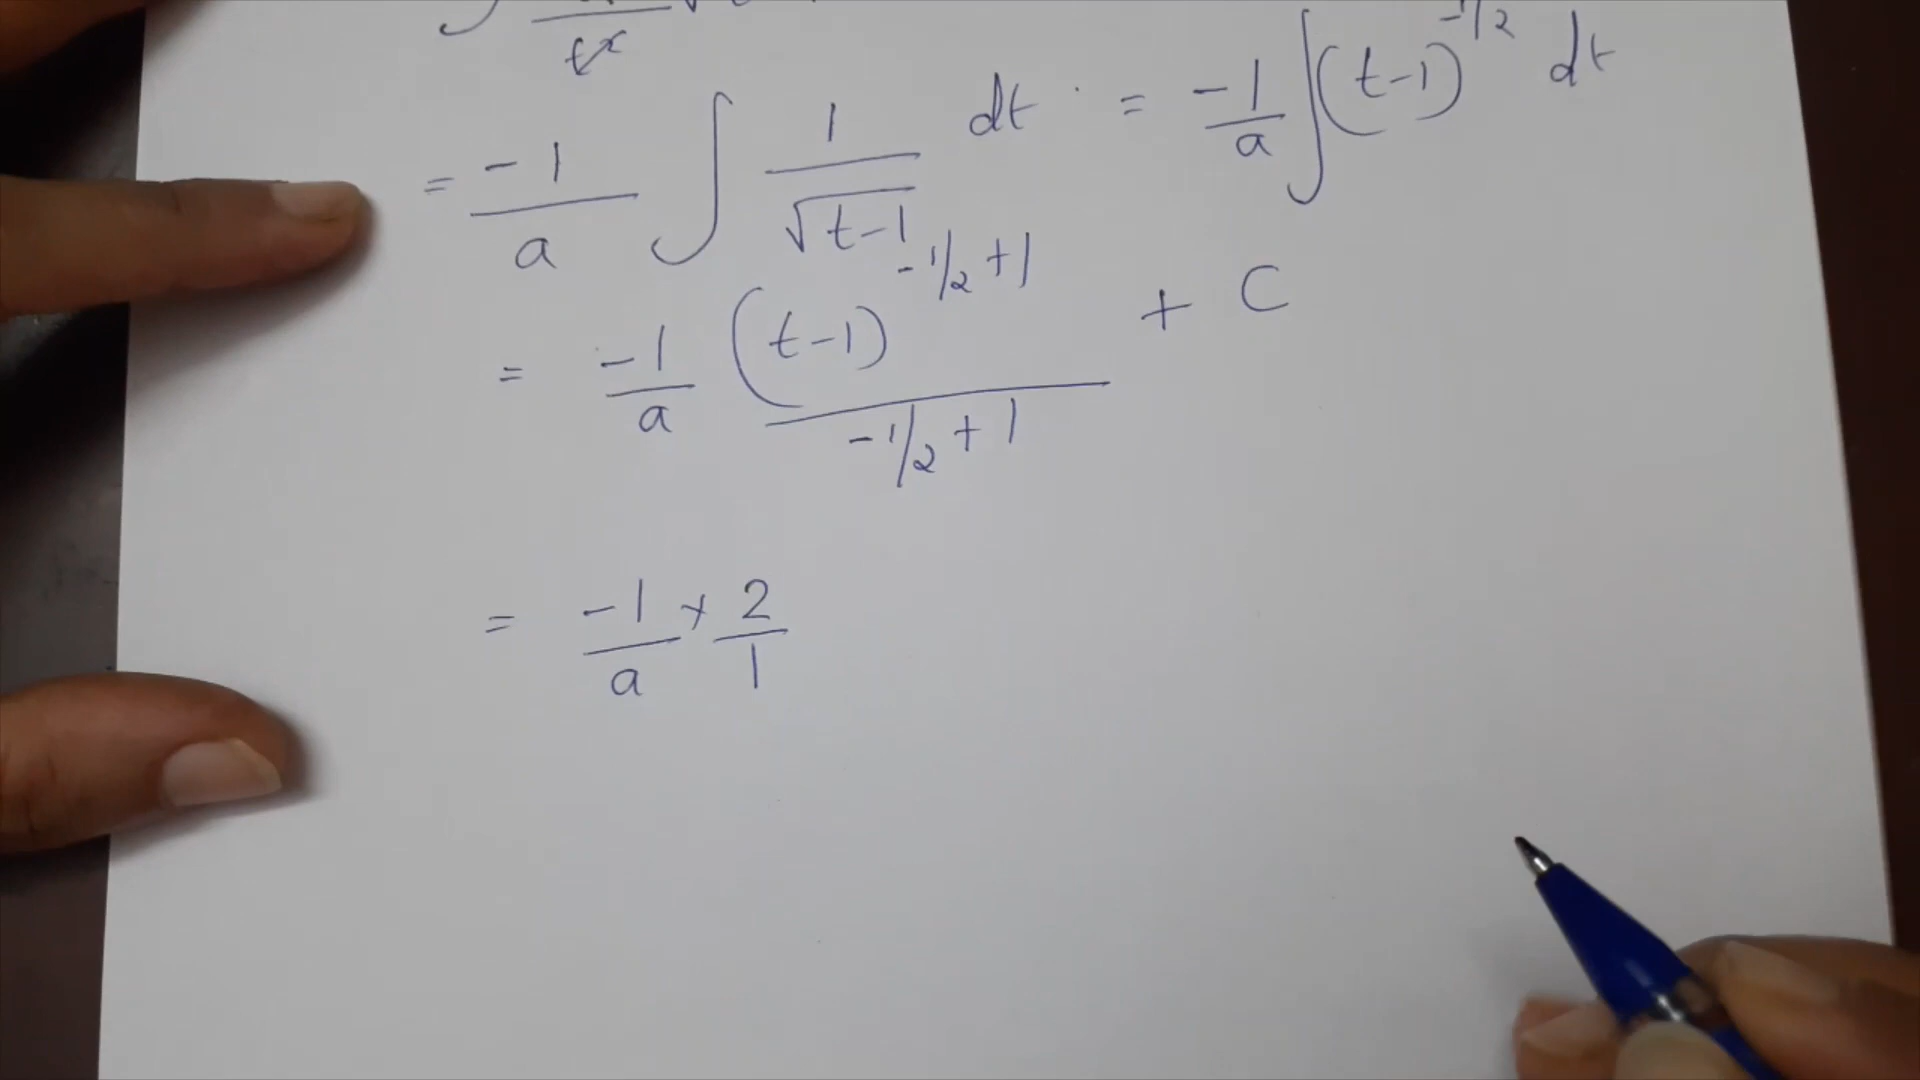 = -1/a ∫ 1/√(t-1) dt = -1/a ∫ (t-1)^(-1/2) dt
= -1/a (t-1)^(-1/2+1) / (-1/2+1) + C
= -1/a × 2/1